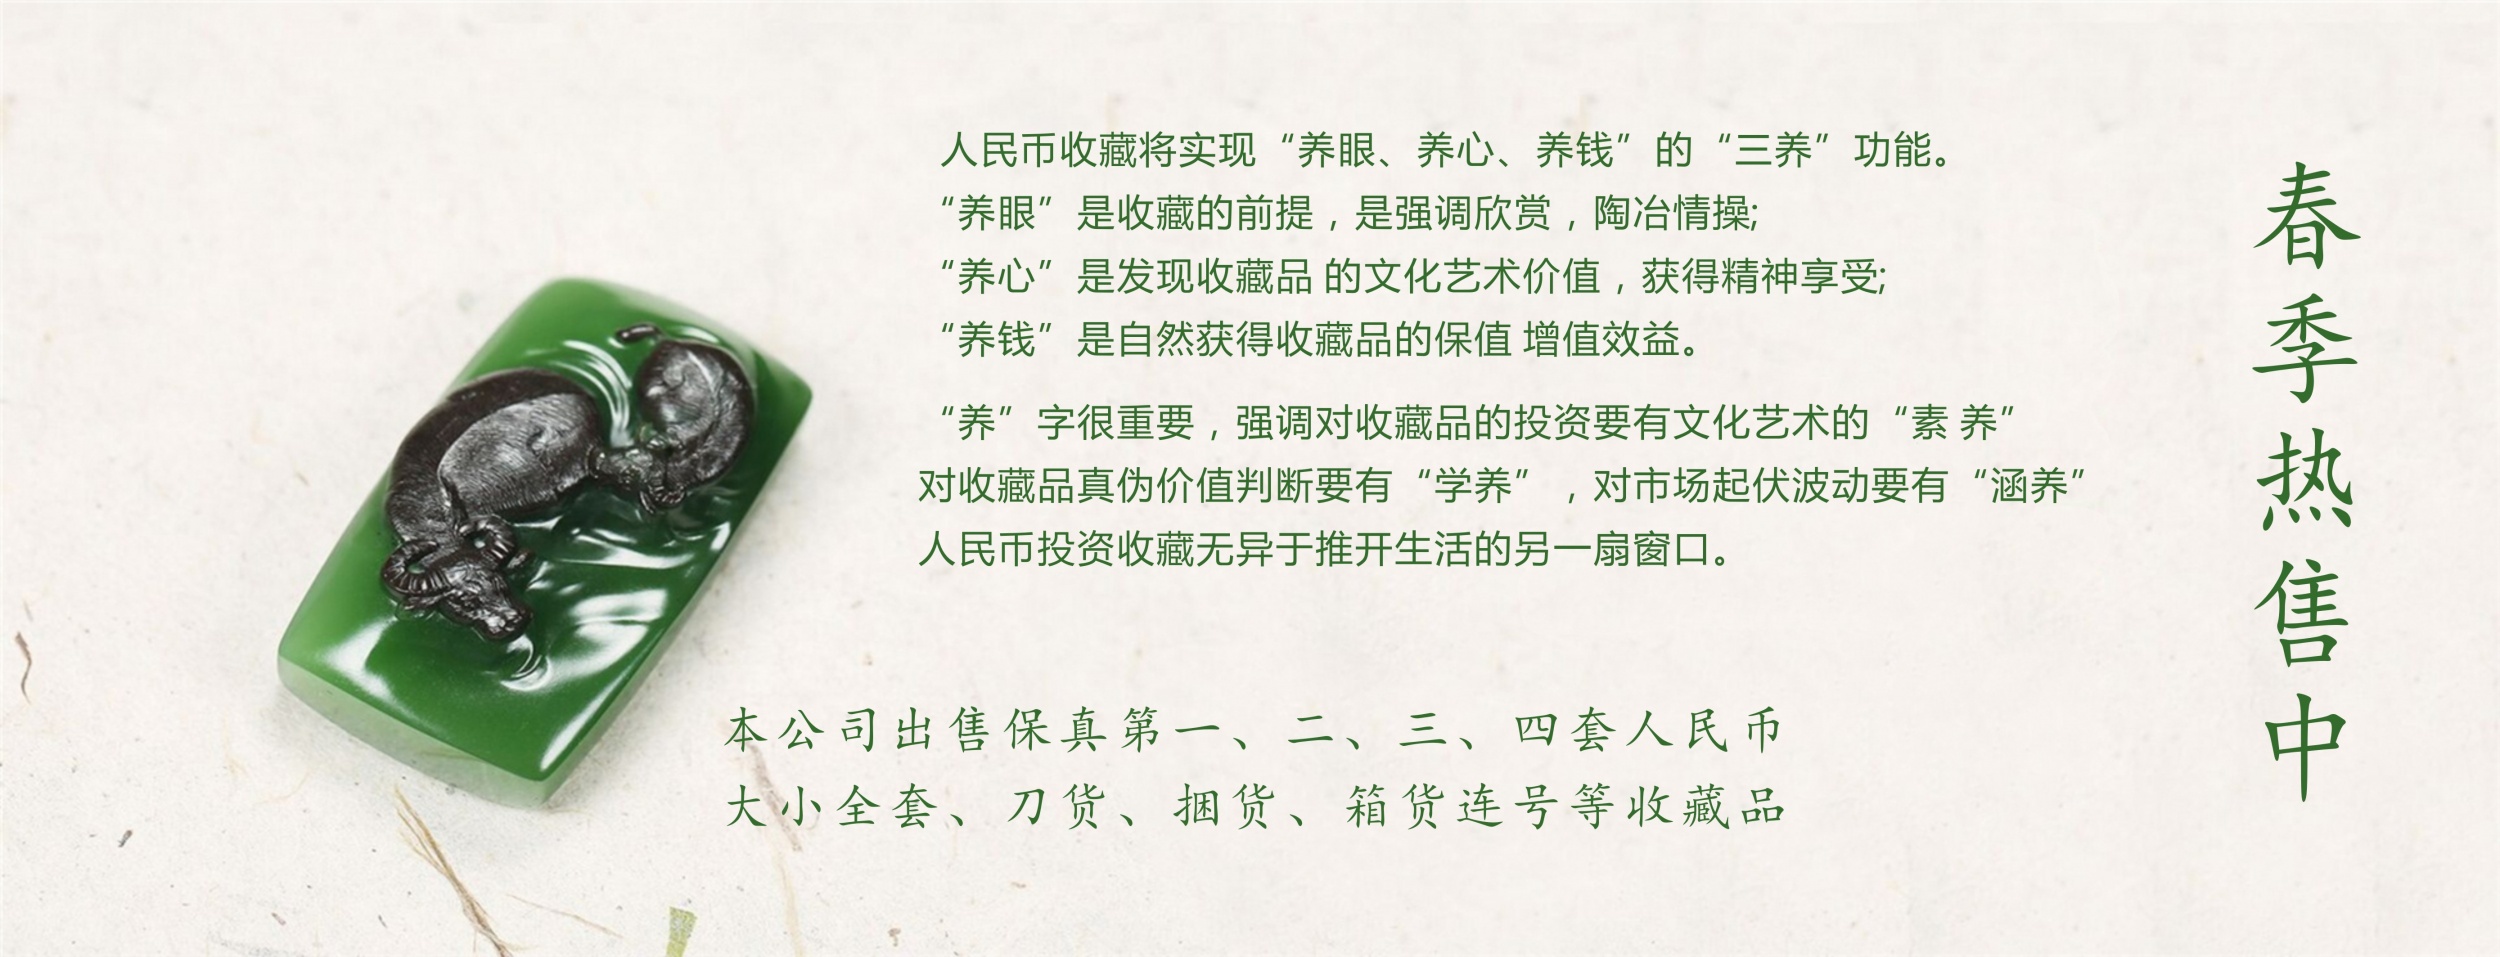 人民币收藏将实现“养眼、养心、养钱”的“三养”功能。
“养眼”是收藏的前提，是强调欣赏，陶冶情操;
“养心”是发现收藏品 的文化艺术价值，获得精神享受;
“养钱”是自然获得收藏品的保值 增值效益。
“养”字很重要，强调对收藏品的投资要有文化艺术的“素 养”
对收藏品真伪价值判断要有“学养”，对市场起伏波动要有“涵养”
人民币投资收藏无异于推开生活的另一扇窗口。
本公司出售保真第一、二、三、四套人民币
大小全套、刀货、捆货、箱货连号等收藏品
春季热售中